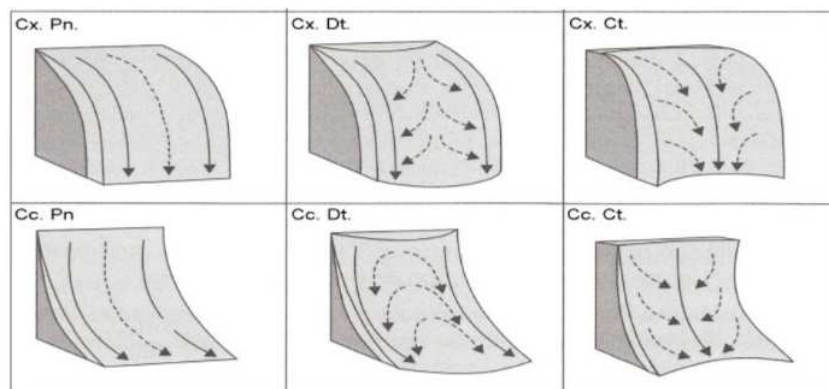 Cx. Pn.
Cx. Dt.
Cx. Ct.
Cc. Pn
Cc. Dt.
Cc. Ct.